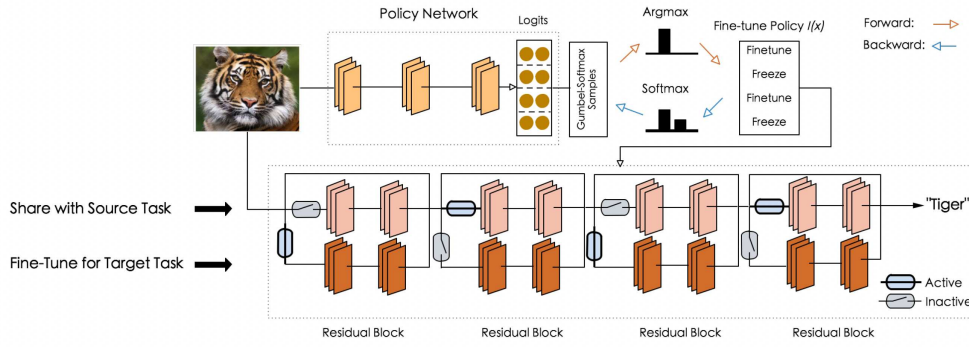 Policy Network
Logits
Argmax
Fine-tune Policy I(x)
Forward:
Backward:
Gumbel-Softmax
Samples
Softmax
Finetune
Freeze
Finetune
Freeze
Share with Source Task
"Tiger"
Fine-Tune for Target Task
Active
Inactive
Residual Block
Residual Block
Residual Block
Residual Block